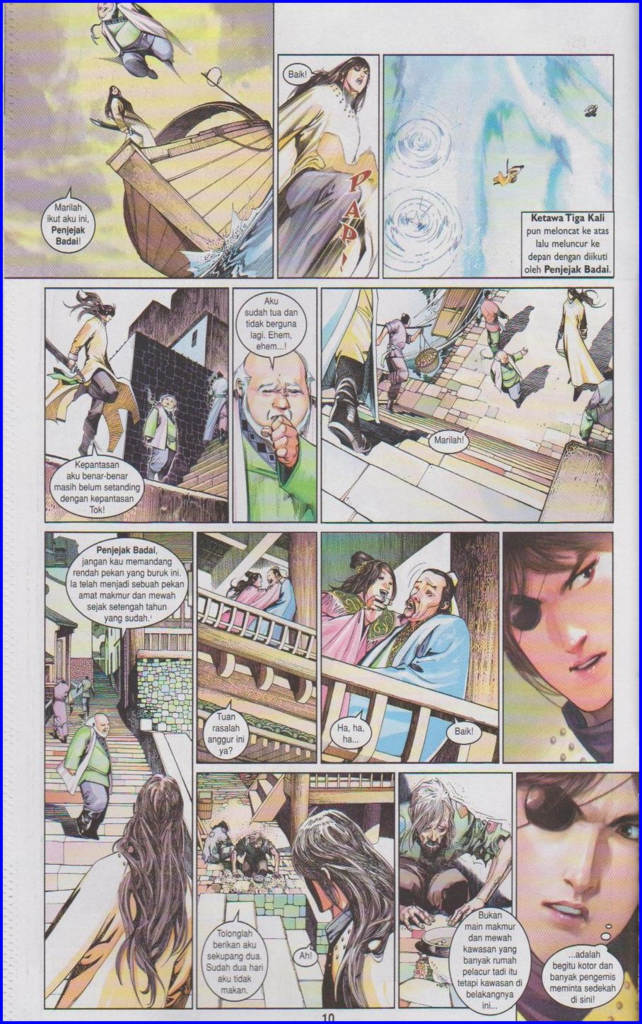 Marilah
ikut aku ini,
Penjejak
Badai!
Baik!
PAP!
Ketawa Tiga Kali
pun meloncat ke atas
lalu meluncur ke
depan dengan diikuti
oleh Penjejak Badai.
Kepantasan
aku benar-benar
masih belum setanding
dengan kepantasan
Tok!
Aku
sudah tua dan
tidak berguna
lagi. Ehem,
ehem...!
Marilah!
Penjejak Badai,
jangan kau memandang
rendah pekan yang buruk ini.
Ia telah menjadi sebuah pekan
amat makmur dan mewah
sejak setengah tahun
yang sudah.
Tuan
rasalah
anggur ini
ya?
Ha, ha,
ha...
Baik!
Tolonglah
berikan aku
sekupang dua.
Sudah dua hari
aku tidak
makan.
Ah!
Bukan
main makmur
dan mewah
kawasan yang
banyak rumah
pelacur tadi itu
tetapi kawasan di
belakangnya
ini...
...adalah
begitu kotor dan
banyak pengemis
meminta sedekah
di sini!
10